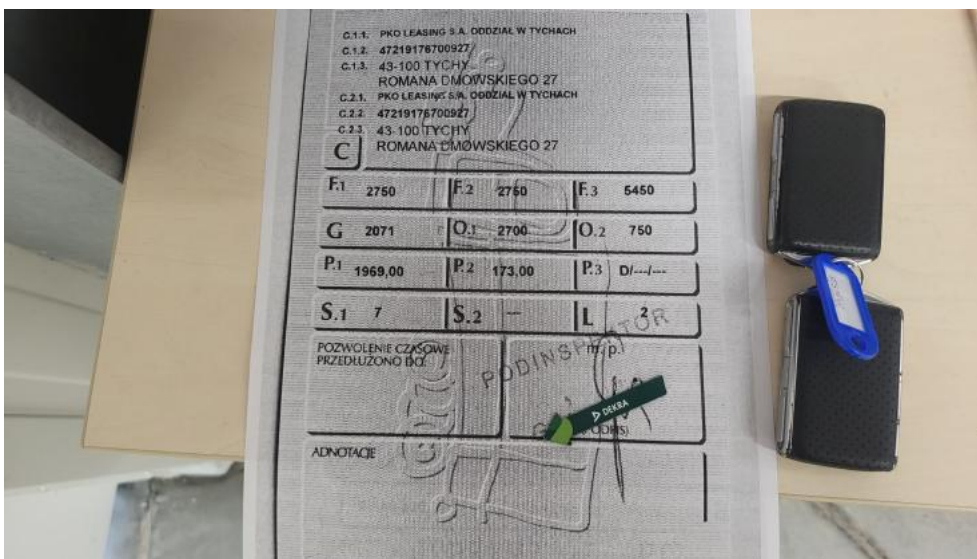 C.1.1. PKO LEASING S.A. ODDZIAŁ W TYCHACH
C.1.2. 47219176700927
C.1.3. 43-100 TYCHY
ROMANA DMOWSKIEGO 27
C.2.1. PKO LEASING S.A. ODDZIAŁ W TYCHACH
C.2.2. 47219176700927
C.2.3. 43-100 TYCHY
C ROMANA DMOWSKIEGO 27
F.1 2750 F.2 2750 F.3 5450
G 2071 O.1 2700 O.2 750
P.1 1969,00 P.2 173,00 P.3 D/---/---
S.1 7 S.2 --- L 2
POZWOLENIE CZASOWE
PRZEDŁUŻONO DO:
m. p.
PODINSPEKTOR
DEKRA
ADNOTACJE